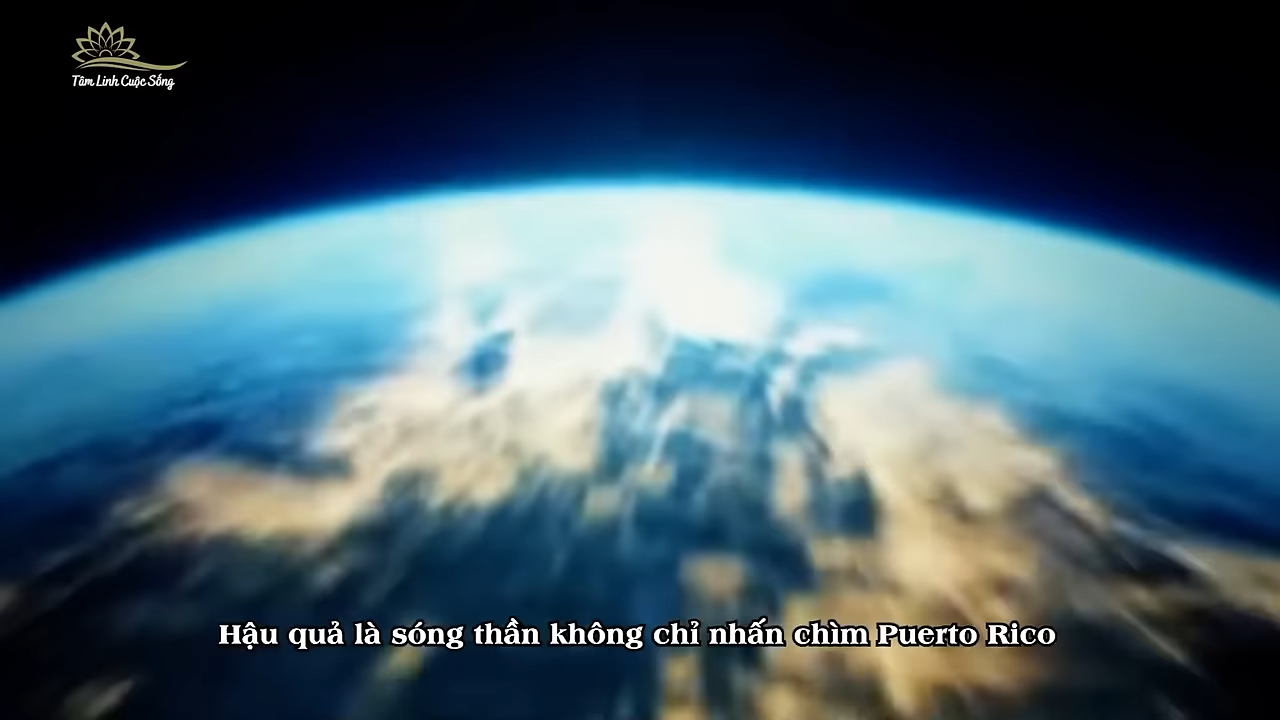 Tâm Linh Cuộc Sống
Hậu quả là sóng thần không chỉ nhấn chìm Puerto Rico